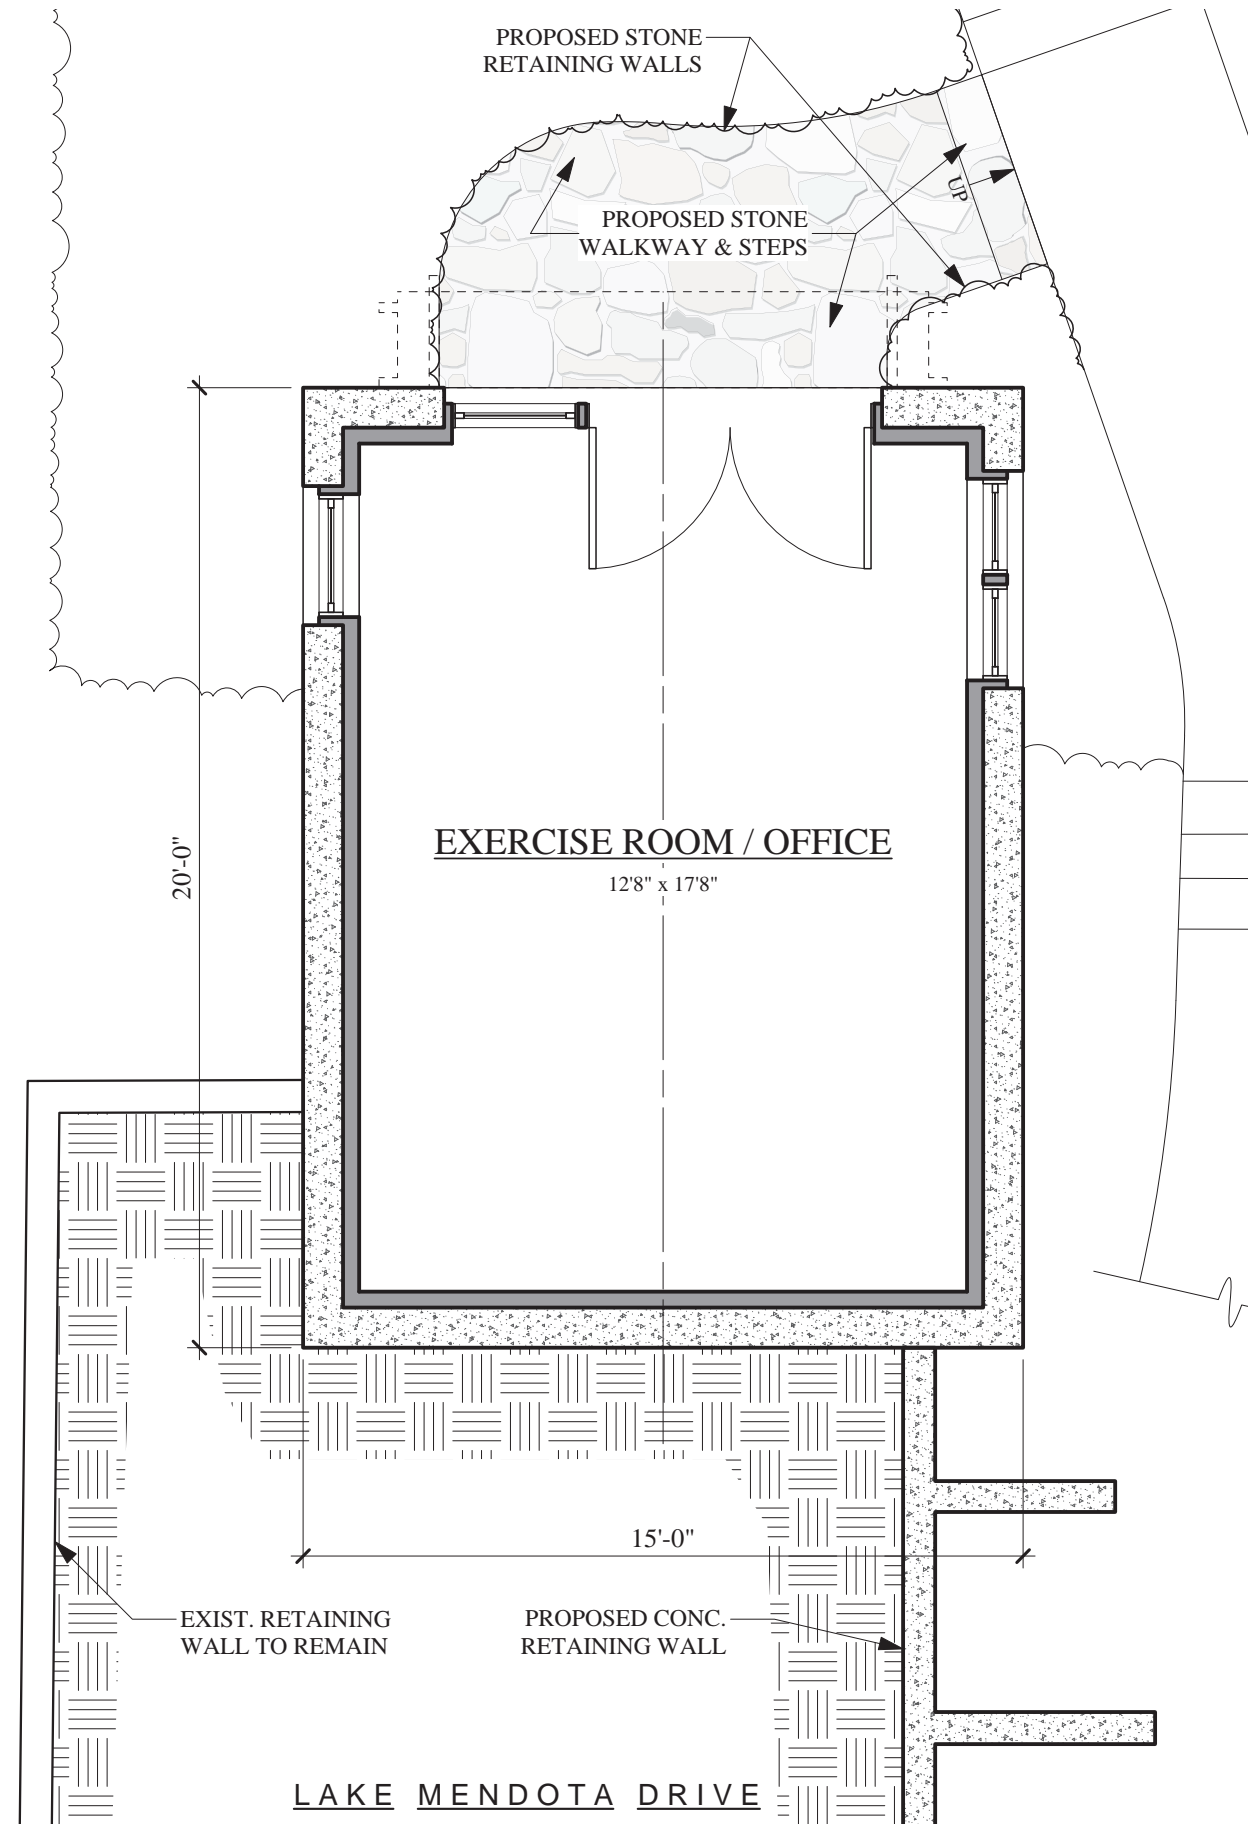 PROPOSED STONE
RETAINING WALLS
PROPOSED STONE
WALKWAY & STEPS
UP
EXERCISE ROOM / OFFICE
12'8" x 17'8"
20'-0"
15'-0"
EXIST. RETAINING
WALL TO REMAIN
PROPOSED CONC.
RETAINING WALL
LAKE MENDOTA DRIVE